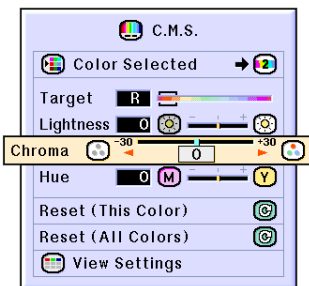 C.M.S.
Color Selected 2
Target R
Lightness 0 - +
Chroma -30 0 +30
Hue 0 M - + Y
Reset (This Color)
Reset (All Colors)
View Settings